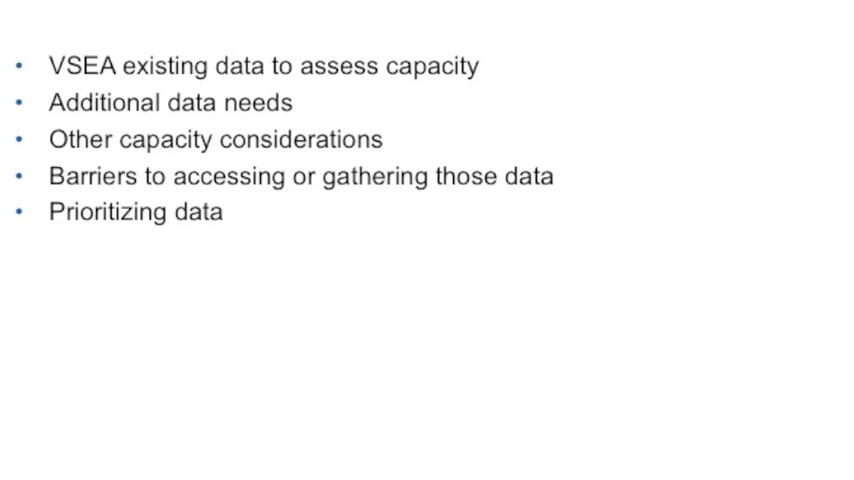 • VSEA existing data to assess capacity
• Additional data needs
• Other capacity considerations
• Barriers to accessing or gathering those data
• Prioritizing data